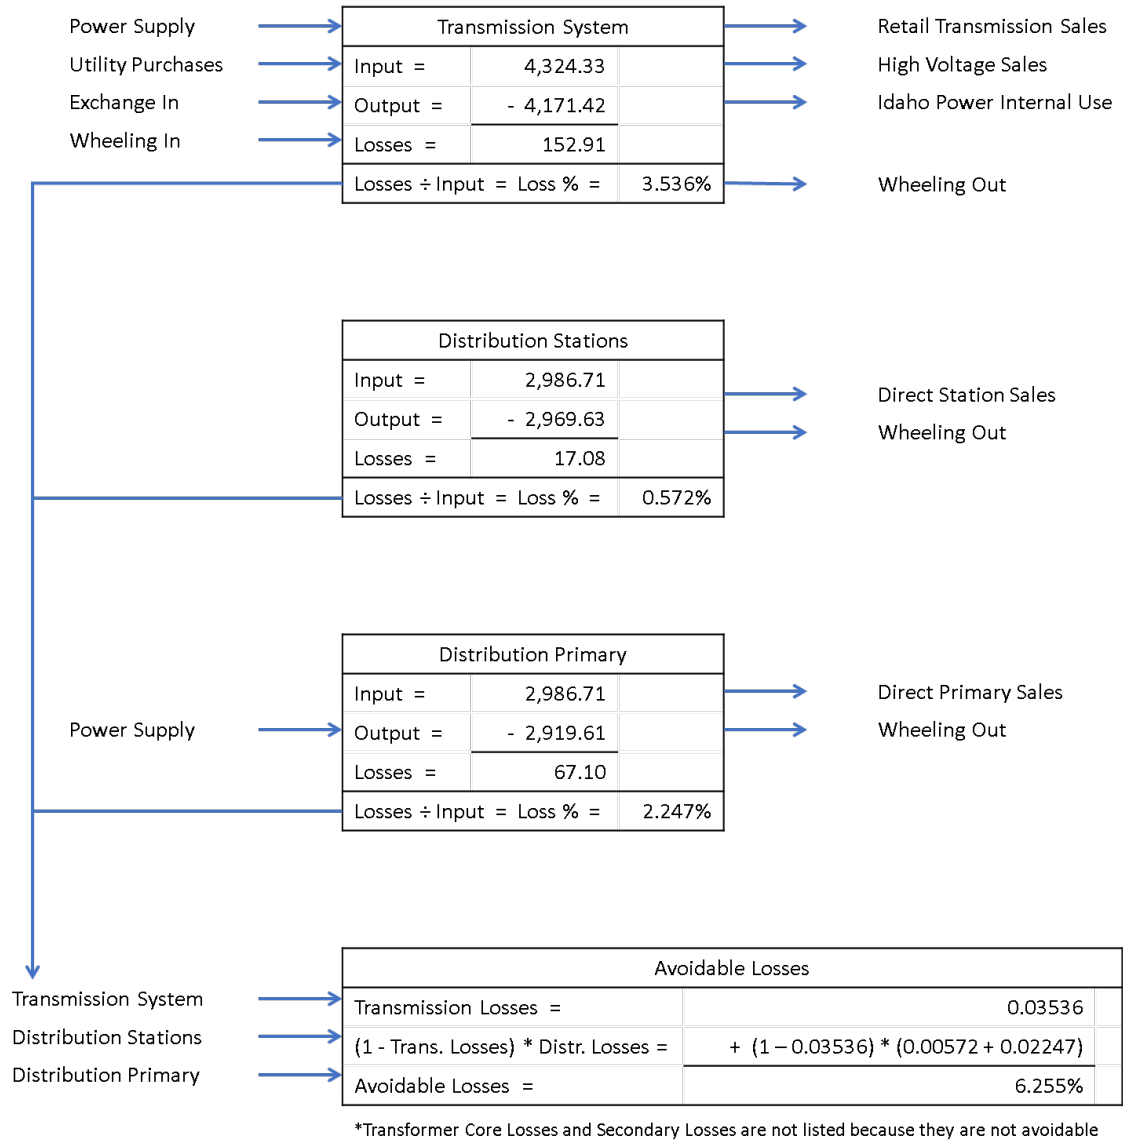 Power Supply
Transmission System
Retail Transmission Sales
Utility Purchases
Input = 4,324.33
High Voltage Sales
Exchange In
Output = - 4,171.42
Idaho Power Internal Use
Wheeling In
Losses = 152.91
Losses ÷ Input = Loss % = 3.536%
Wheeling Out
Distribution Stations
Input = 2,986.71
Direct Station Sales
Output = - 2,969.63
Wheeling Out
Losses = 17.08
Losses ÷ Input = Loss % = 0.572%
Distribution Primary
Input = 2,986.71
Direct Primary Sales
Power Supply
Output = - 2,919.61
Wheeling Out
Losses = 67.10
Losses ÷ Input = Loss % = 2.247%
Avoidable Losses
Transmission System
Transmission Losses = 0.03536
Distribution Stations
(1 - Trans. Losses) * Distr. Losses = + (1 – 0.03536) * (0.00572 + 0.02247)
Distribution Primary
Avoidable Losses = 6.255%
*Transformer Core Losses and Secondary Losses are not listed because they are not avoidable